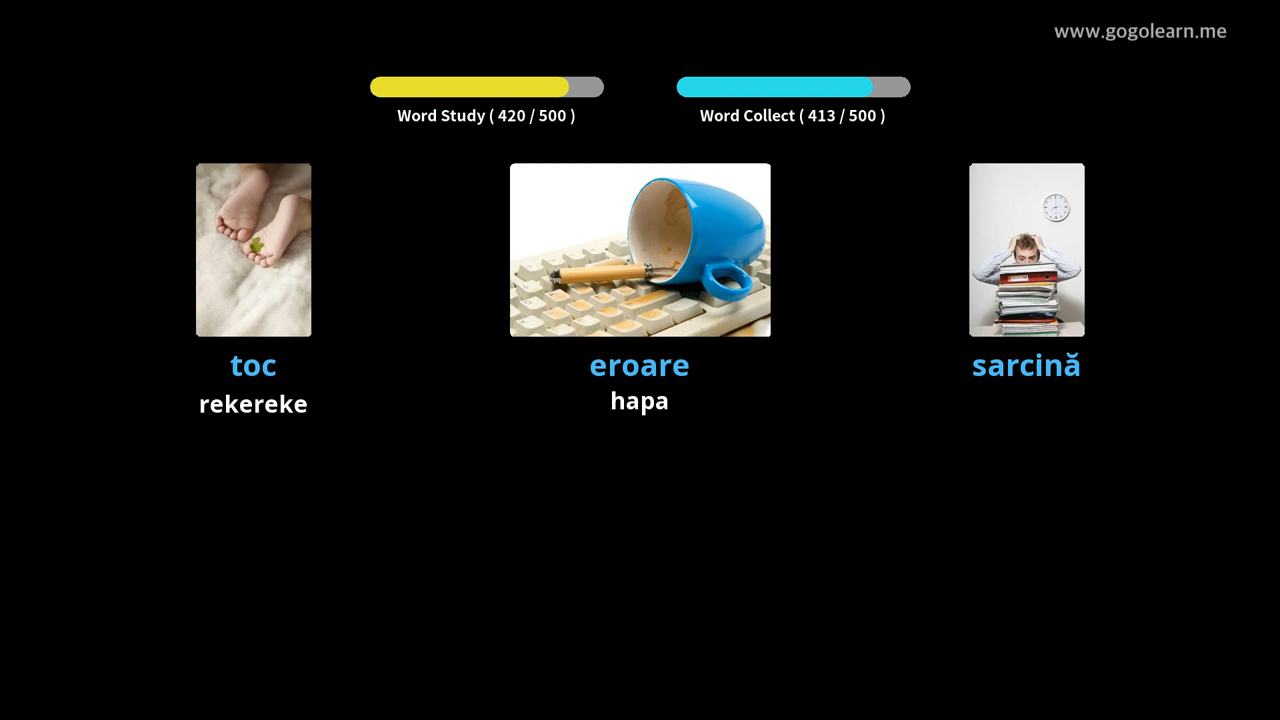 www.gogolearn.me
Word Study ( 420 / 500 )
Word Collect ( 413 / 500 )
toc
eroare
sarcină
rekereke
hapa